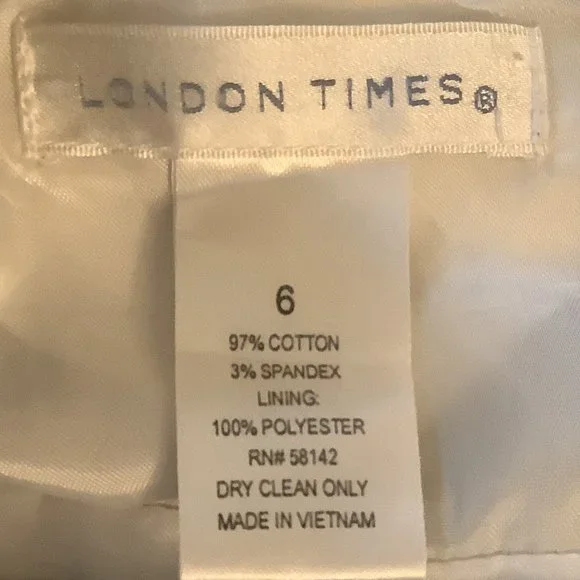 LONDON TIMES®
6
97% COTTON
3% SPANDEX
LINING:
100% POLYESTER
RN# 58142
DRY CLEAN ONLY
MADE IN VIETNAM